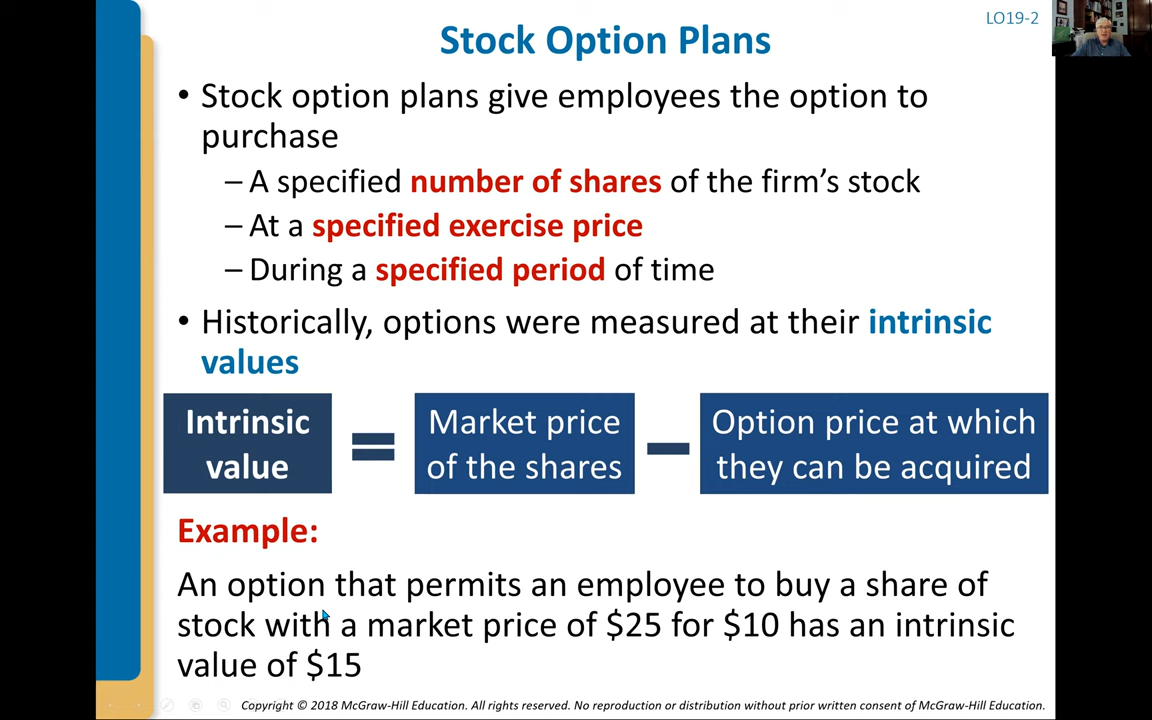 LO19-2
Stock Option Plans
• Stock option plans give employees the option to
purchase
– A specified number of shares of the firm’s stock
– At a specified exercise price
– During a specified period of time
• Historically, options were measured at their intrinsic
values
Intrinsic
value
=
Market price
of the shares
–
Option price at which
they can be acquired
Example:
An option that permits an employee to buy a share of
stock with a market price of $25 for $10 has an intrinsic
value of $15
Copyright © 2018 McGraw-Hill Education. All rights reserved. No reproduction or distribution without prior written consent of McGraw-Hill Education.